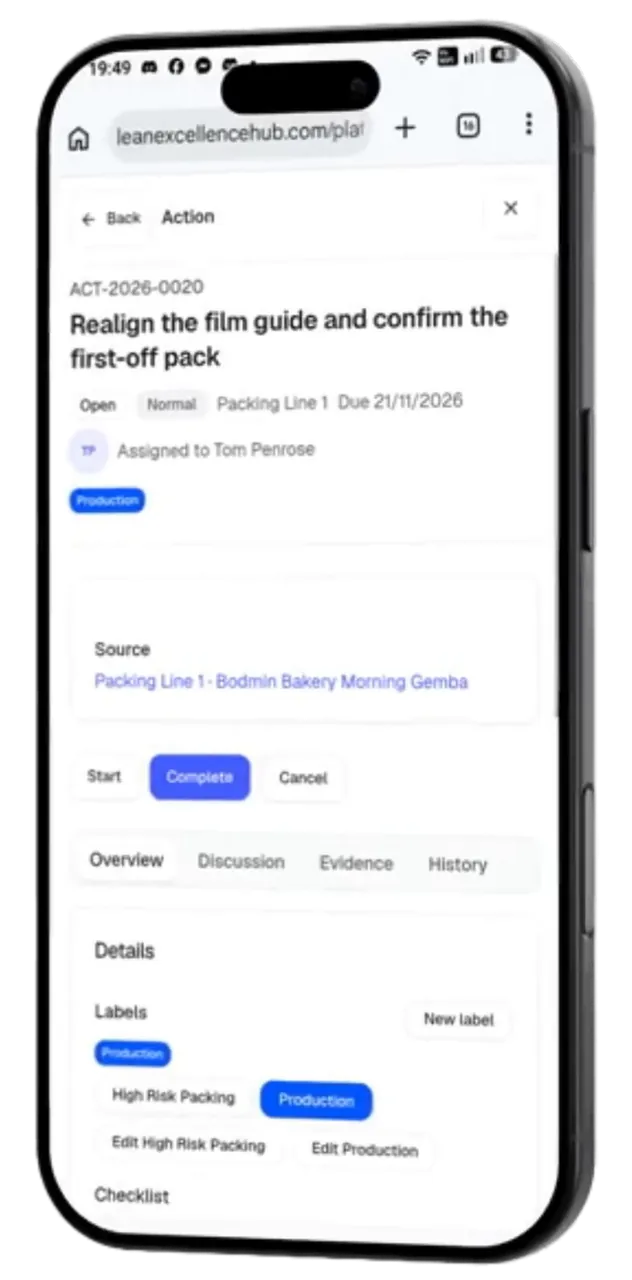 19:49
leanexcellencehub.com/plat
16
← Back Action
ACT-2026-0020
Realign the film guide and confirm the
first-off pack
Open Normal Packing Line 1 Due 21/11/2026
TP Assigned to Tom Penrose
Production
Source
Packing Line 1 · Bodmin Bakery Morning Gemba
Start Complete Cancel
Overview Discussion Evidence History
Details
Labels New label
Production
High Risk Packing Production
Edit High Risk Packing Edit Production
Checklist